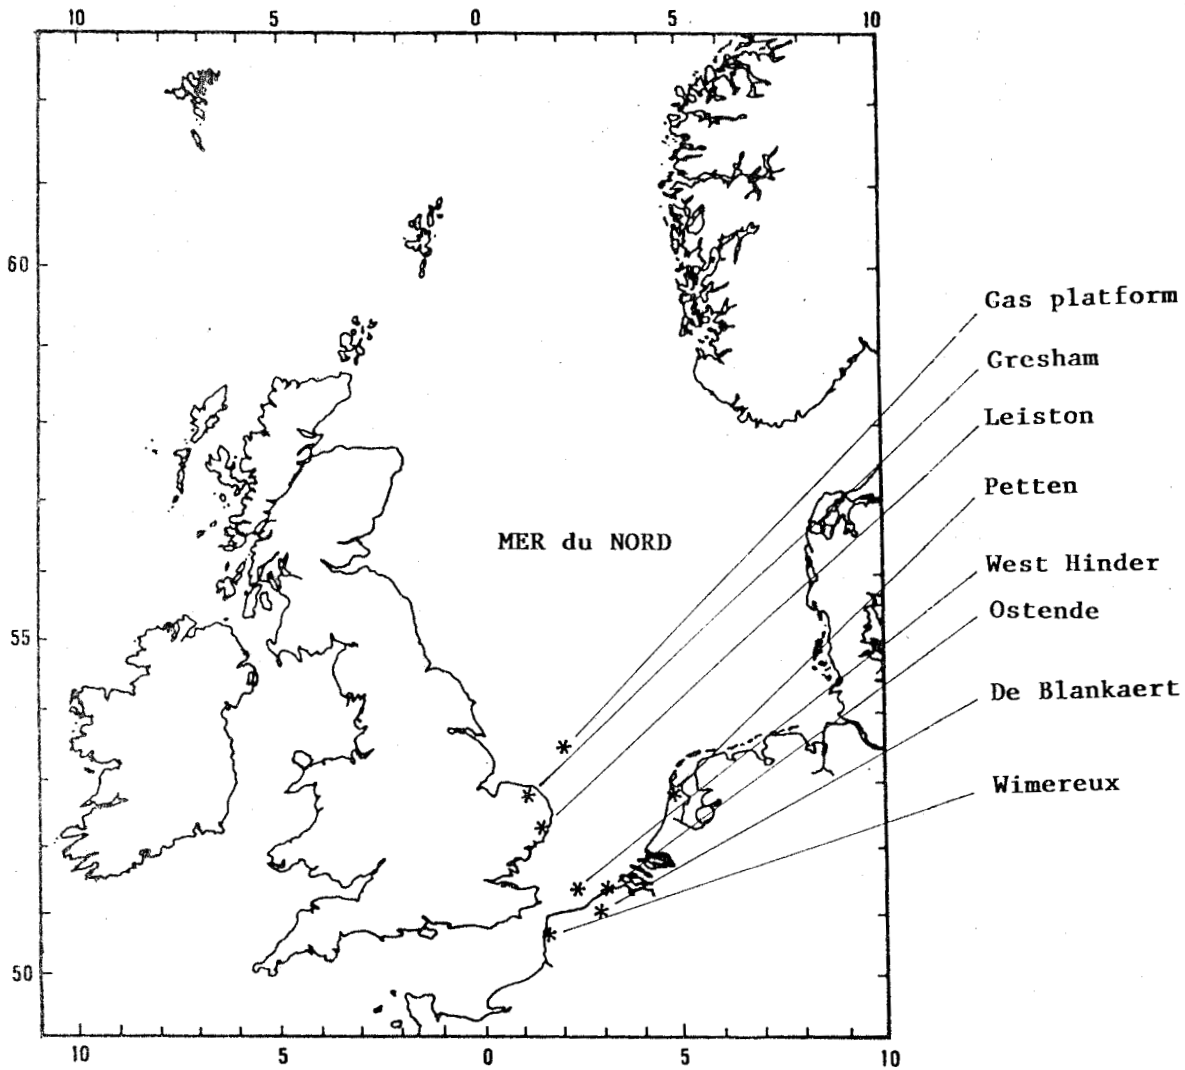 10 5 0 5 10
60
Gas platform
Gresham
Leiston
Petten
MER du NORD
West Hinder
Ostende
55
De Blankaert
Wimereux
50
10 5 0 5 10